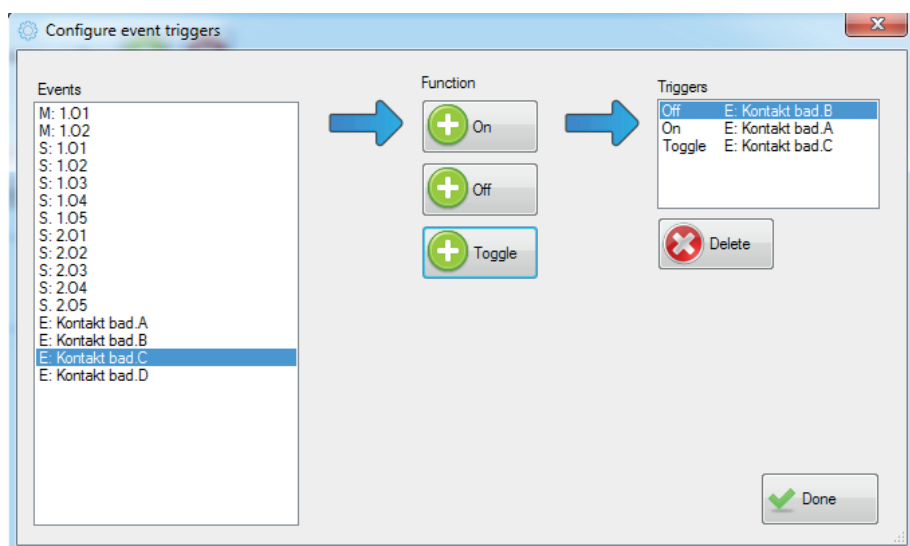 Configure event triggers
Events
M: 1.O1
M: 1.O2
S: 1.O1
S: 1.O2
S: 1.O3
S: 1.O4
S. 1.O5
S: 2.O1
S: 2.O2
S: 2.O3
S: 2.O4
S. 2.O5
E: Kontakt bad.A
E: Kontakt bad.B
E: Kontakt bad.C
E: Kontakt bad.D
Function
On
Off
Toggle
Triggers
Off E: Kontakt bad.B
On E: Kontakt bad.A
Toggle E: Kontakt bad.C
Delete
Done